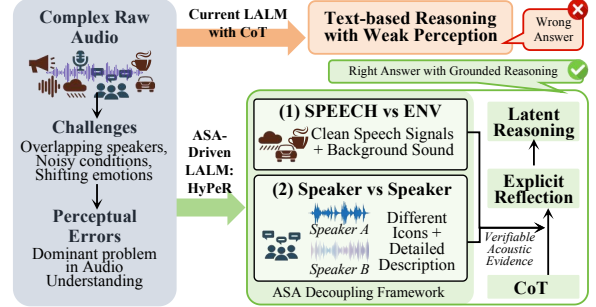 Complex Raw
Audio
Challenges
Overlapping speakers,
Noisy conditions,
Shifting emotions
Perceptual
Errors
Dominant problem
in Audio
Understanding
Current LALM
with CoT
Text-based Reasoning
with Weak Perception
Wrong
Answer
Right Answer with Grounded Reasoning
ASA-
Driven
LALM:
HyPeR
(1) SPEECH vs ENV
Clean Speech Signals
+ Background Sound
(2) Speaker vs Speaker
Speaker A
Speaker B
Different
Icons +
Detailed
Description
ASA Decoupling Framework
Latent
Reasoning
Explicit
Reflection
Verifiable
Acoustic
Evidence
CoT